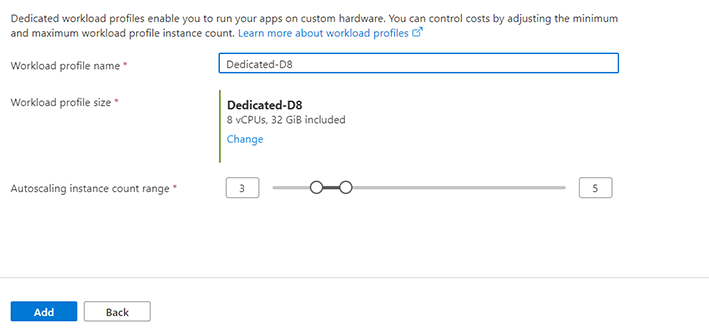 Dedicated workload profiles enable you to run your apps on custom hardware. You can control costs by adjusting the minimum
and maximum workload profile instance count. Learn more about workload profiles
Workload profile name *
Dedicated-D8
Workload profile size *
Dedicated-D8
8 vCPUs, 32 GiB included
Change
Autoscaling instance count range *
3
5
Add
Back